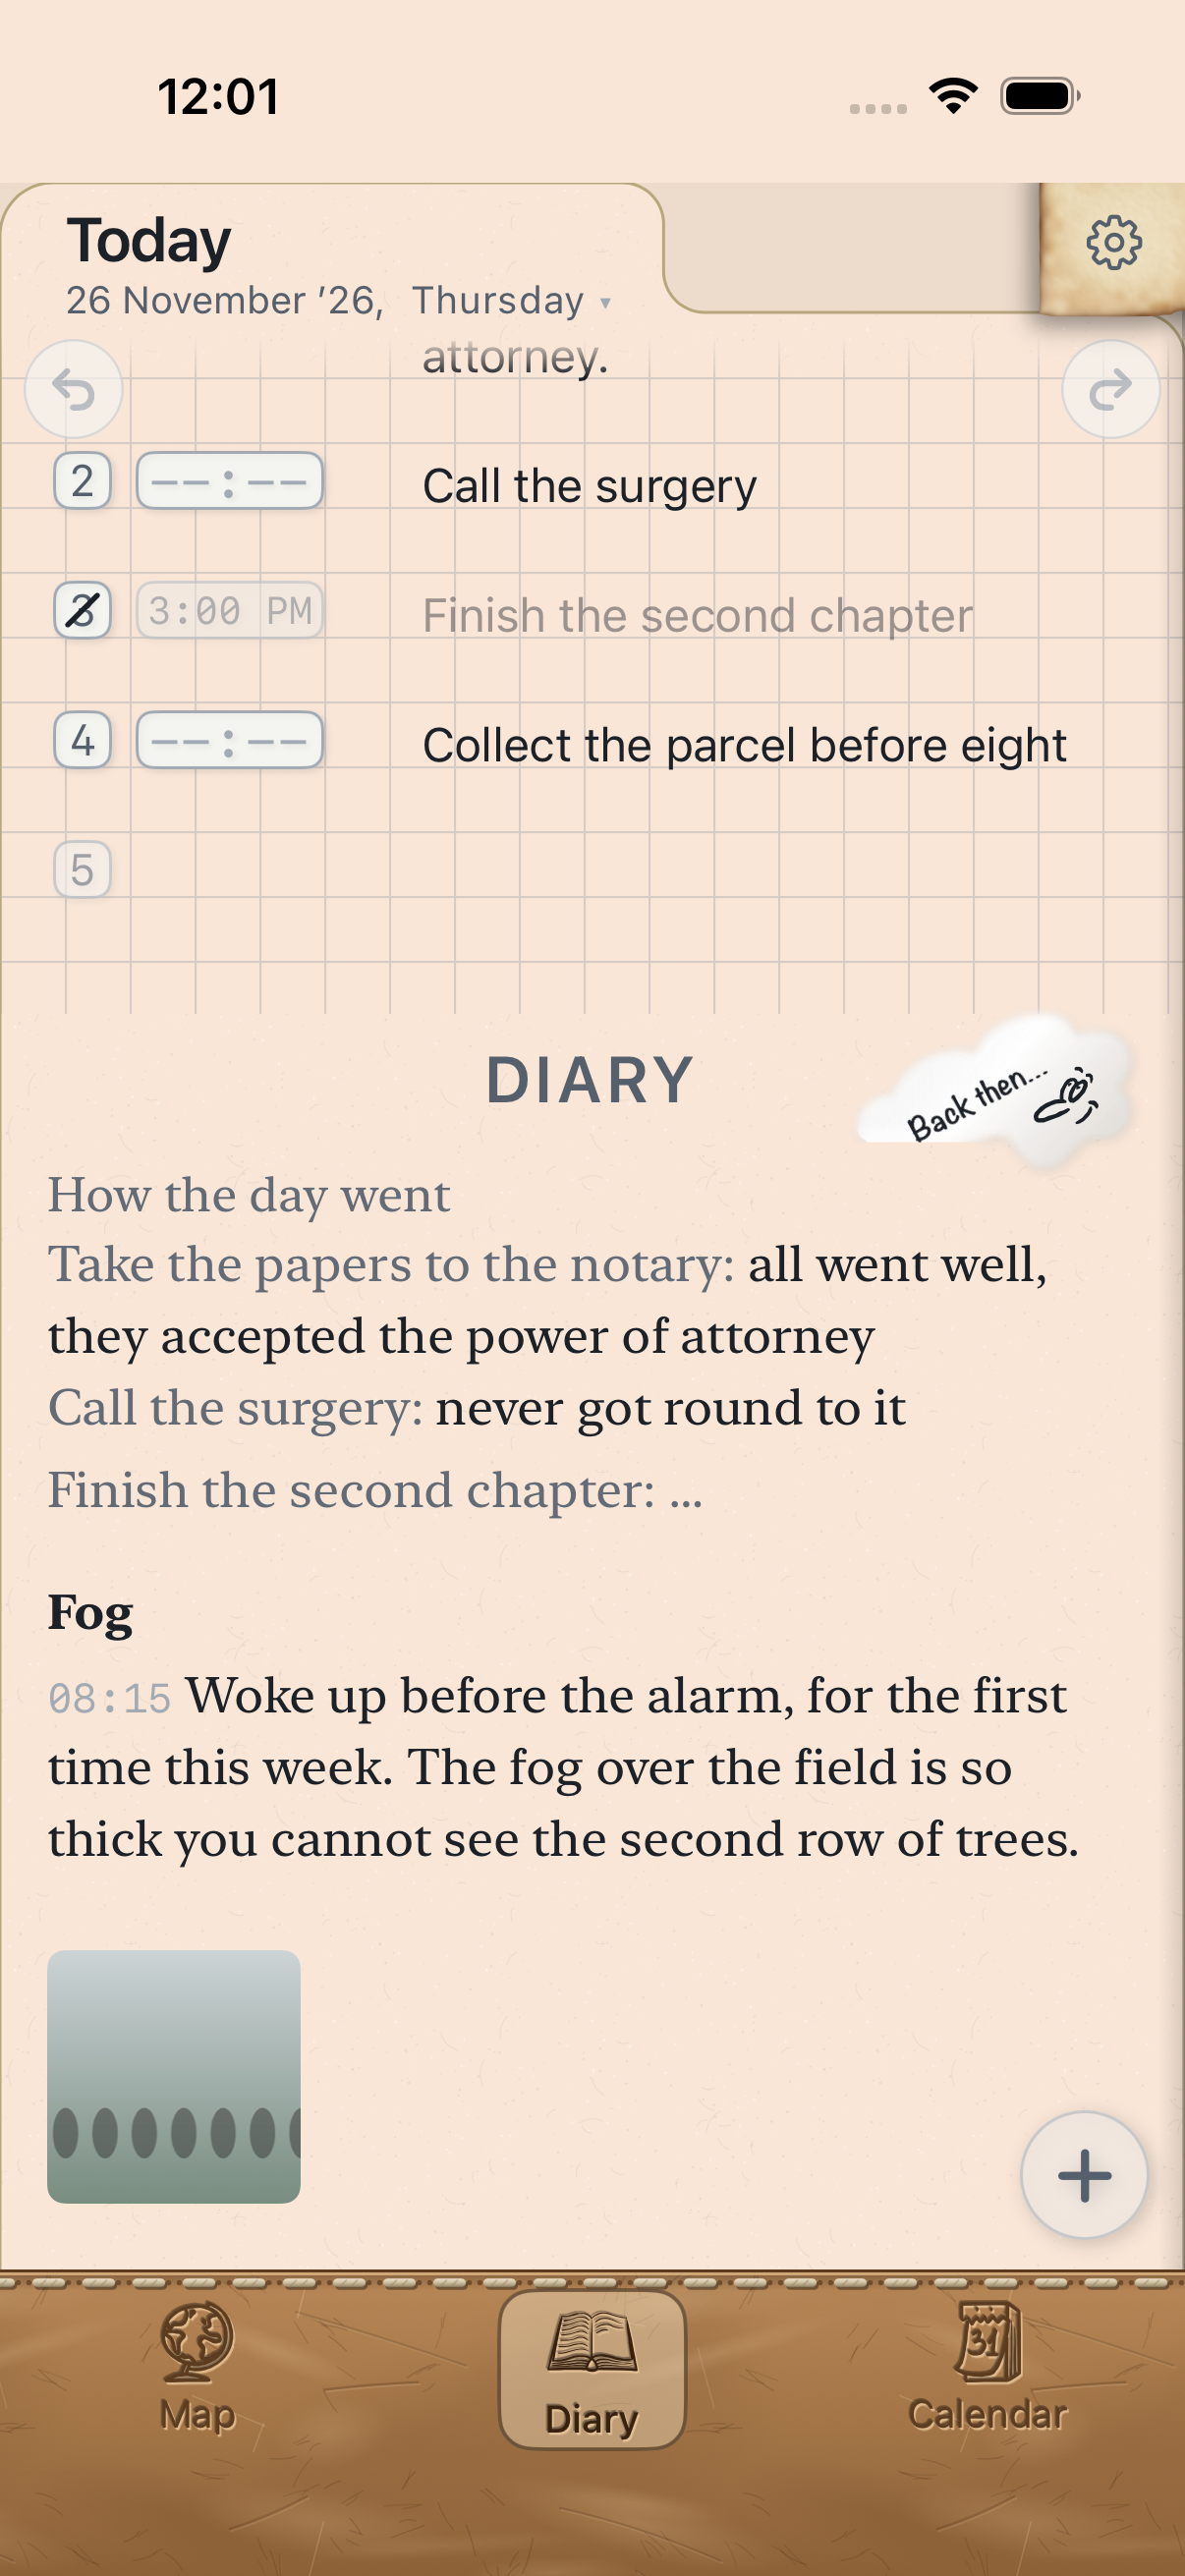 12:01
Today
26 November ’26, Thursday ▾
attorney.
2 --:-- Call the surgery
3 3:00 PM Finish the second chapter
4 --:-- Collect the parcel before eight
5
DIARY
Back then...
How the day went
Take the papers to the notary: all went well,
they accepted the power of attorney
Call the surgery: never got round to it
Finish the second chapter: ...
Fog
08:15 Woke up before the alarm, for the first
time this week. The fog over the field is so
thick you cannot see the second row of trees.
31
Map
Diary
Calendar